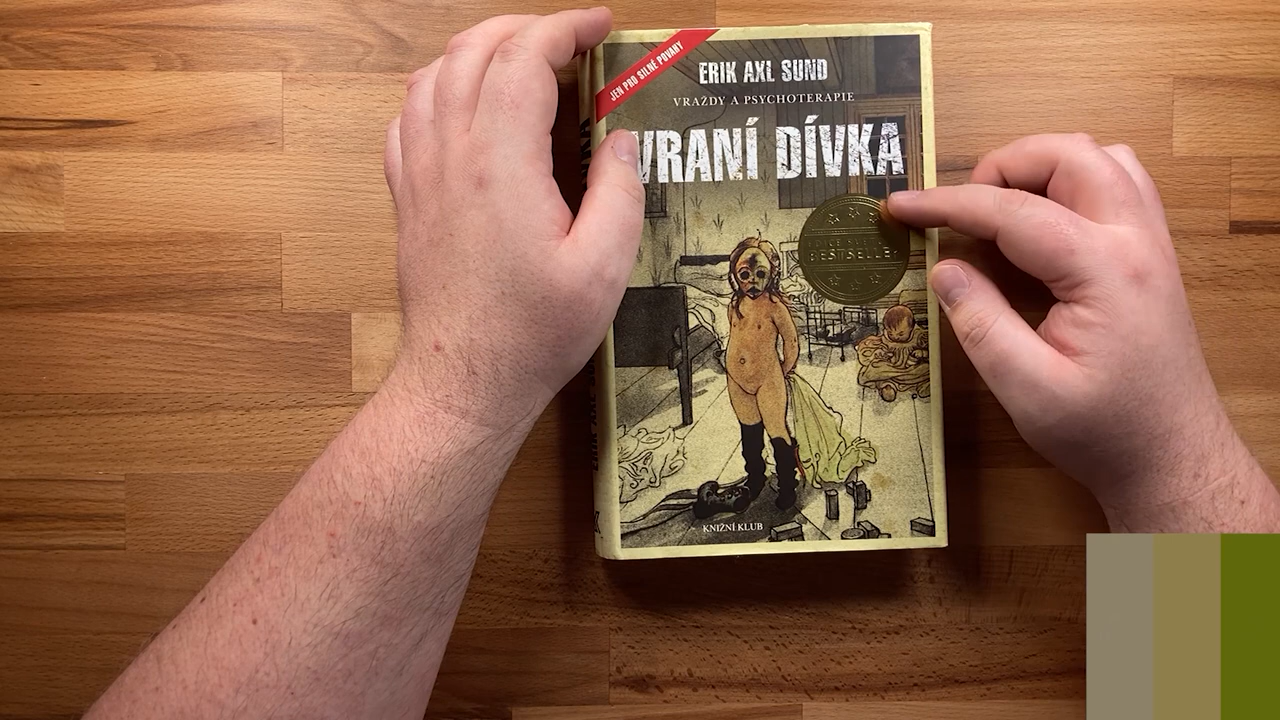 JEN PRO SILNÉ POVAHY
ERIK AXL SUND
VRAŽDY A PSYCHOTERAPIE
VRANÍ DÍVKA
BESTSELLER
KNIŽNÍ KLUB